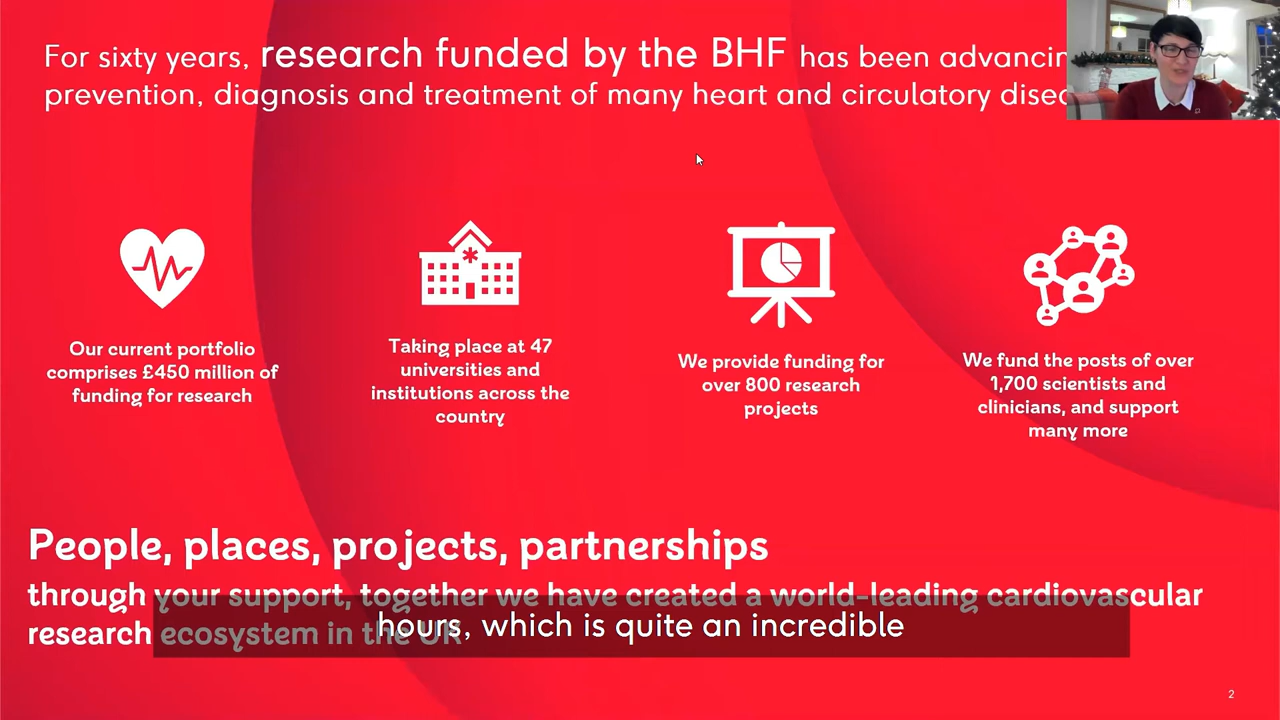 For sixty years, research funded by the BHF has been advancin
prevention, diagnosis and treatment of many heart and circulatory disea
Our current portfolio
comprises £450 million of
funding for research
Taking place at 47
universities and
institutions across the
country
We provide funding for
over 800 research
projects
We fund the posts of over
1,700 scientists and
clinicians, and support
many more
People, places, projects, partnerships
through your support, together we have created a world-leading cardiovascular
research ecosystem in the UK
hours, which is quite an incredible
2